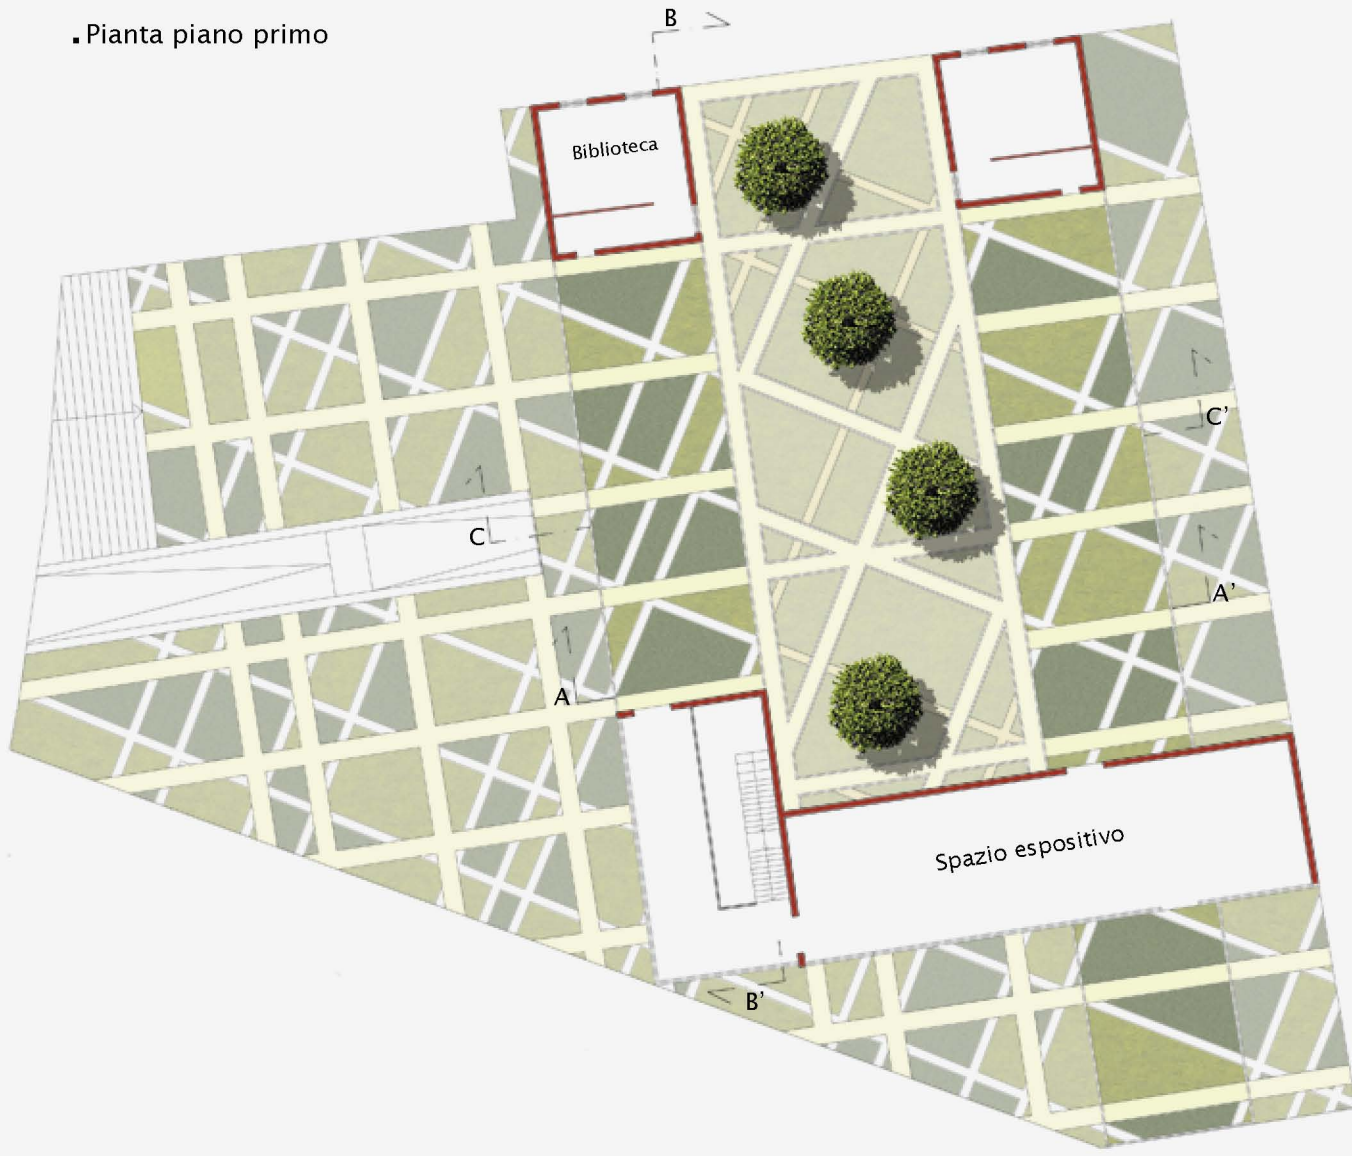 . Pianta piano primo
B
Biblioteca
C'
C
A'
A
Spazio espositivo
B'